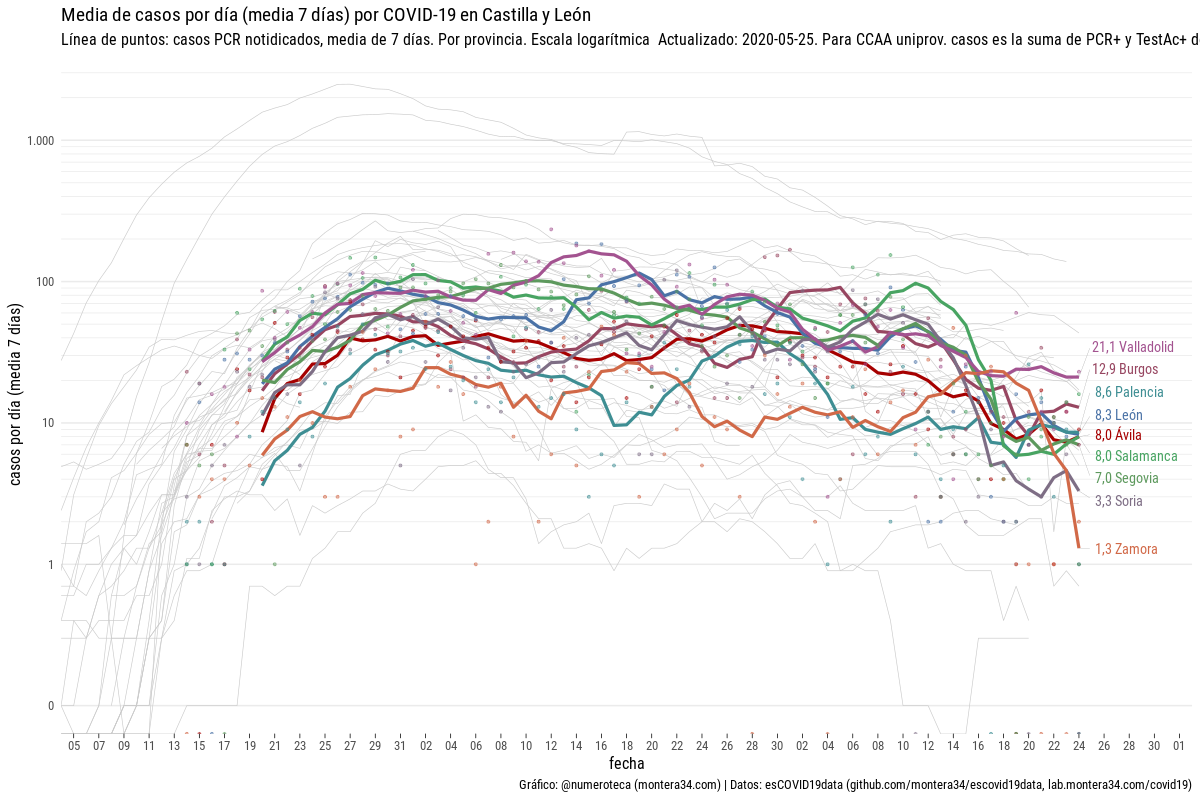 Media de casos por día (media 7 días) por COVID-19 en Castilla y León
Línea de puntos: casos PCR notidicados, media de 7 días. Por provincia. Escala logarítmica Actualizado: 2020-05-25. Para CCAA uniprov. casos es la suma de PCR+ y TestAc+ d
casos por día (media 7 días)
1.000
100
10
1
0
21,1 Valladolid
12,9 Burgos
8,6 Palencia
8,3 León
8,0 Ávila
8,0 Salamanca
7,0 Segovia
3,3 Soria
1,3 Zamora
05 07 09 11 13 14 15 17 19 21 23 25 27 29 31 02 04 06 08 10 12 14 16 18 20 22 24 26 28 30 02 04 06 08 10 12 14 16 18 20 22 24 26 28 30 01
fecha
Gráfico: @numeroteca (montera34.com) | Datos: esCOVID19data (github.com/montera34/escovid19data, lab.montera34.com/covid19)